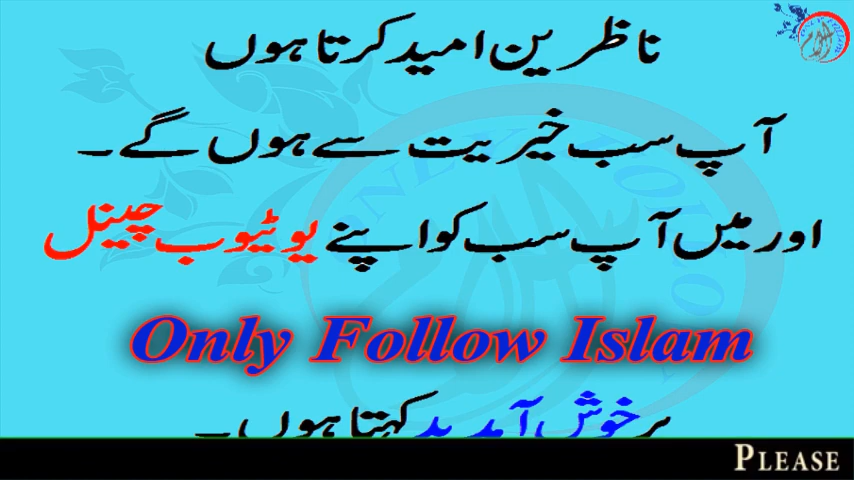 ناظرین امید کرتا ہوں
آپ سب خیریت سے ہوں گے۔
اور میں آپ سب کو اپنے یوٹیوب چینل
Only Follow Islam
پر خوش آمدید کہتا ہوں۔
PLEASE